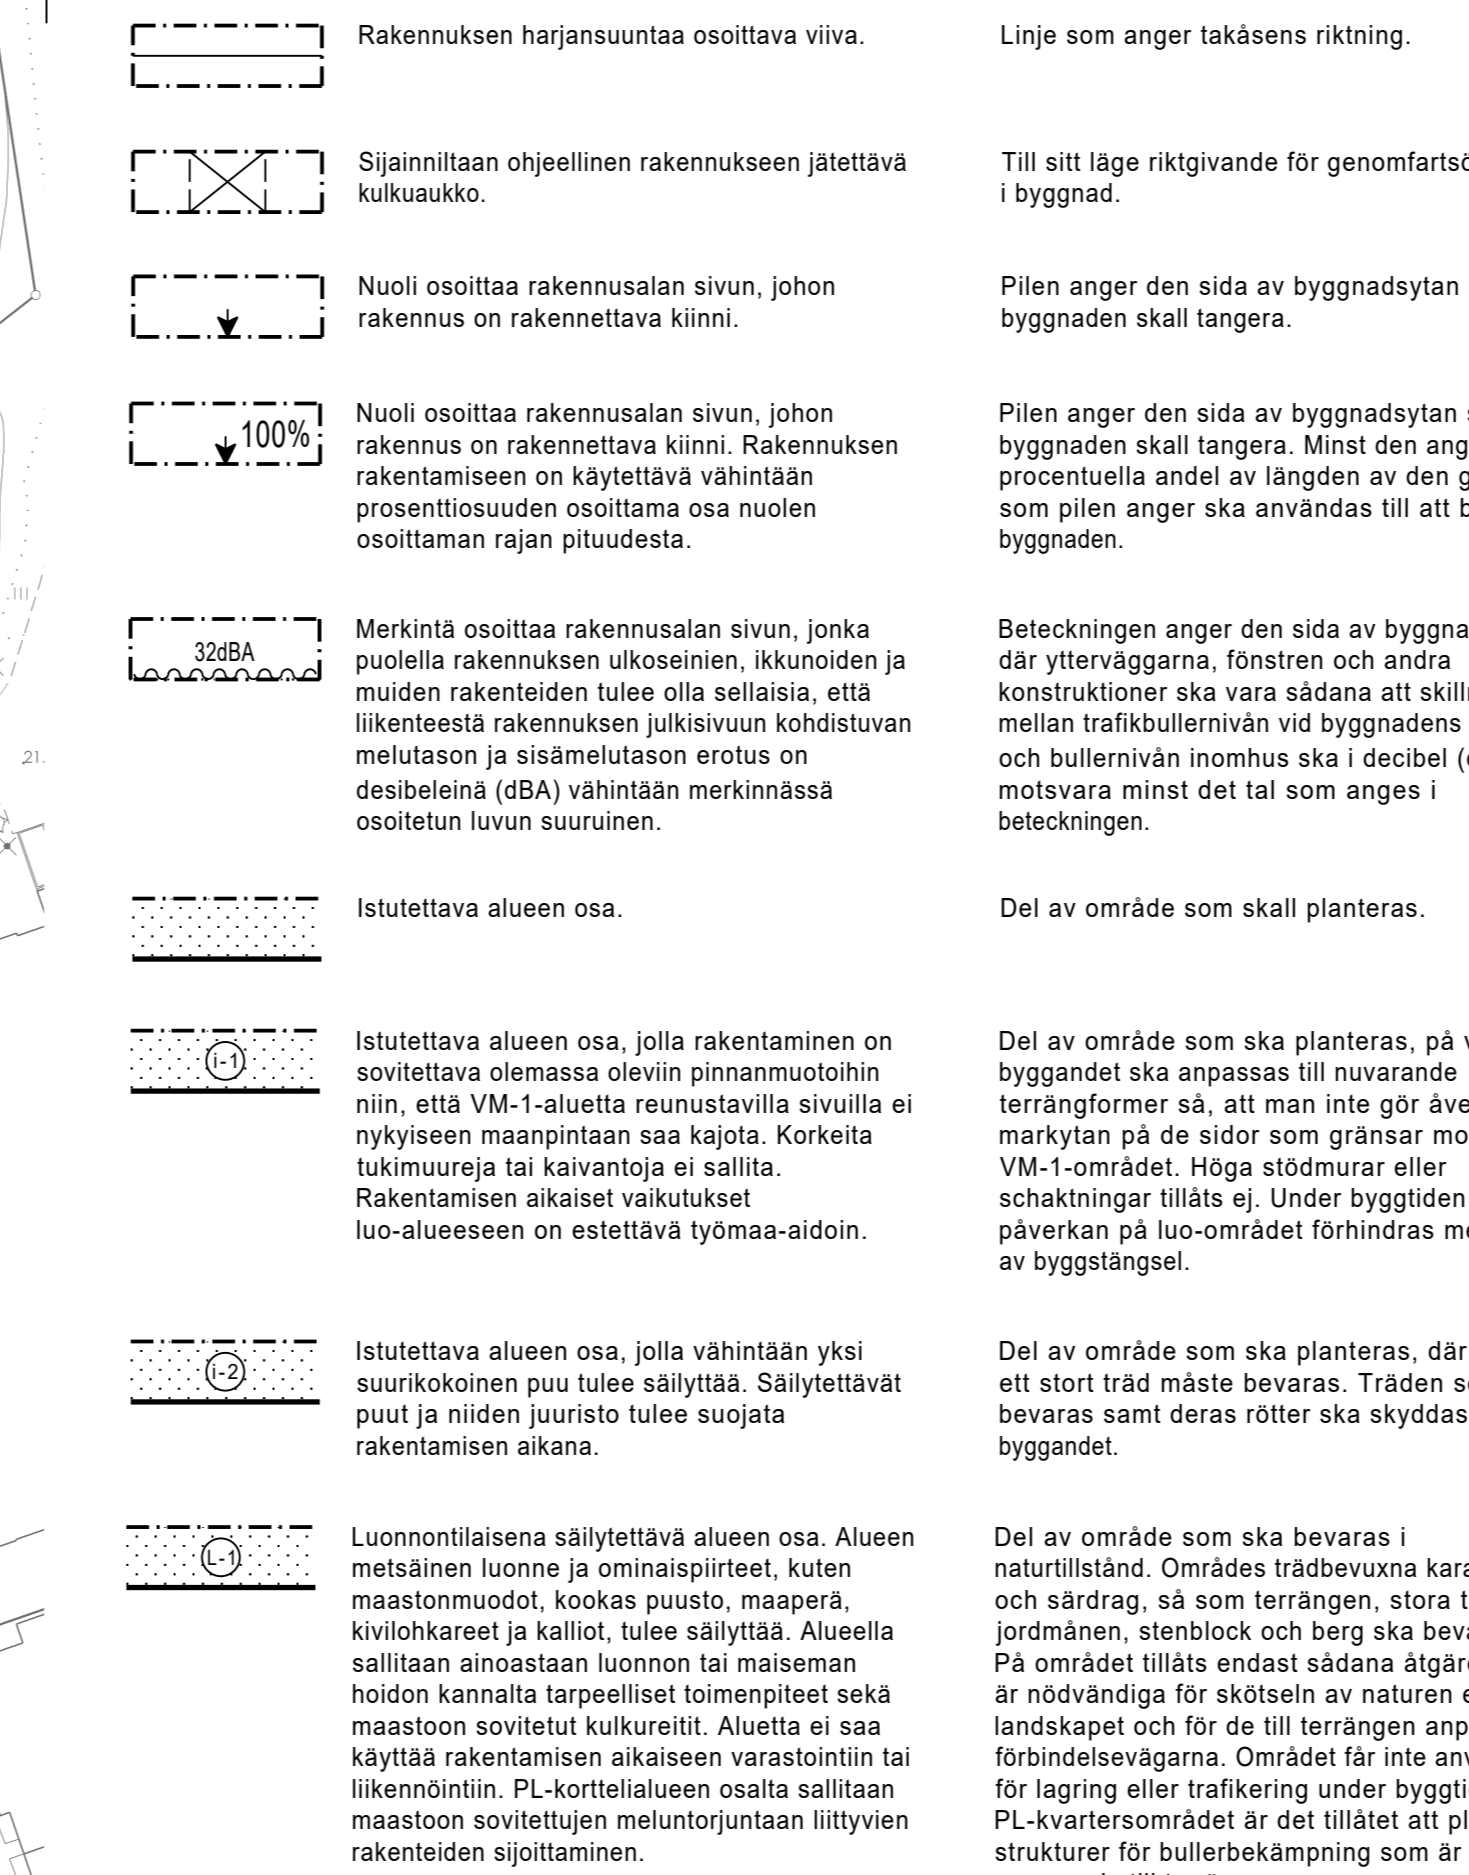 Rakennuksen harjansuuntaa osoittava viiva.
Linje som anger takåsens riktning.
Sijainniltaan ohjeellinen rakennukseen jätettävä
kulkuaukko.
Till sitt läge riktgivande för
i byggnad.
Nuoli osoittaa rakennusalan sivun, johon
rakennus on rakennettava kiinni.
Pilen anger den sida av byggnadsytan
byggnaden skall tangera.
100%
Nuoli osoittaa rakennusalan sivun, johon
rakennus on rakennettava kiinni. Rakennuksen
rakentamiseen on käytettävä vähintään
prosenttiosuuden osoittama osa nuolen
osoittaman rajan pituudesta.
Pilen anger den sida av byggnadsytan
byggnaden skall tangera. Minst den
procentuella andel av längden av den
som pilen anger ska användas till att
byggnaden.
32dBA
Merkintä osoittaa rakennusalan sivun, jonka
puolella rakennuksen ulkoseinien, ikkunoiden ja
muiden rakenteiden tulee olla sellaisia, että
liikenteestä rakennuksen julkisivuun kohdistuvan
melutason ja sisämelutason erotus on
desibeleinä (dBA) vähintään merkinnässä
osoitetun luvun suuruinen.
Beteckningen anger den sida av
där ytterväggarna, fönstren och andra
konstruktioner ska vara sådana att
mellan trafikbullernivån vid byggnadens
och bullernivån inomhus ska i decibel
motsvara minst det tal som anges i
beteckningen.
Istutettava alueen osa.
Del av område som skall planteras.
i-1
Istutettava alueen osa, jolla rakentaminen on
sovitettava olemassa oleviin pinnanmuotoihin
niin, että VM-1-aluetta reunustavilla sivuilla ei
nykyiseen maanpintaan saa kajota. Korkeita
tukimuureja tai kaivantoja ei sallita.
Rakentamisen aikaiset vaikutukset
luo-alueeseen on estettävä työmaa-aidoin.
Del av område som ska planteras, på
byggandet ska anpassas till nuvarande
terrängformer så, att man inte gör
markytan på de sidor som gränsar
VM-1-området. Höga stödmurar eller
schaktningar tillåts ej. Under byggtiden
påverkan på luo-området förhindras
av byggstängsel.
i-2
Istutettava alueen osa, jolla vähintään yksi
suurikokoinen puu tulee säilyttää. Säilytettävät
puut ja niiden juuristo tulee suojata
rakentamisen aikana.
Del av område som ska planteras, där
ett stort träd måste bevaras. Träden
bevaras samt deras rötter ska skyddas
byggandet.
L-1
Luonnontilaisena säilytettävä alueen osa. Alueen
metsäinen luonne ja ominaispiirteet, kuten
maastonmuodot, kookas puusto, maaperä,
kivilohkareet ja kalliot, tulee säilyttää. Alueella
sallitaan ainoastaan luonnon tai maiseman
hoidon kannalta tarpeelliset toimenpiteet sekä
maastoon sovitetut kulkureitit. Aluetta ei saa
käyttää rakentamisen aikaiseen varastointiin tai
liikennöintiin. PL-korttelialueen osalta sallitaan
maastoon sovitettujen meluntorjuntaan liittyvien
rakenteiden sijoittaminen.
Del av område som ska bevaras i
naturtillstånd. Områdes trädbevuxna
och särdrag, så som terrängen, stora
jordmånen, stenblock och berg ska
På området tillåts endast sådana
är nödvändiga för skötseln av naturen
landskapet och för de till terrängen
förbindelsevägarna. Området får inte
för lagring eller trafikering under
PL-kvartersområdet är det tillåtet att
strukturer för bullerbekämpning som är
III
21.